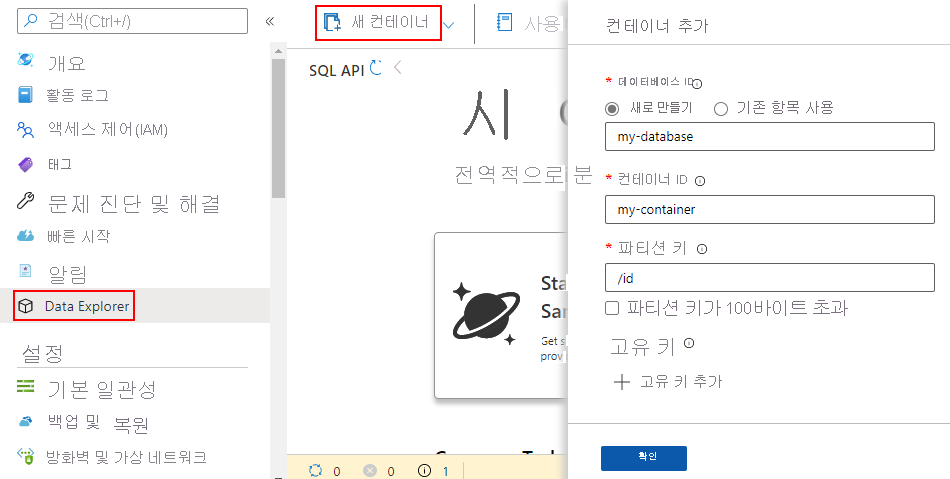 검색(Ctrl+/)
«
개요
활동 로그
액세스 제어(IAM)
태그
문제 진단 및 해결
빠른 시작
알림
Data Explorer
설정
기본 일관성
백업 및 복원
방화벽 및 가상 네트워크
새 컨테이너
사용
SQL API
시
전역적으로 분
Sta
Sar
Get s
prov
0
0
1
컨테이너 추가
* 데이터베이스 ID
새로 만들기
기존 항목 사용
my-database
* 컨테이너 ID
my-container
* 파티션 키
/id
파티션 키가 100바이트 초과
고유 키
+ 고유 키 추가
확인